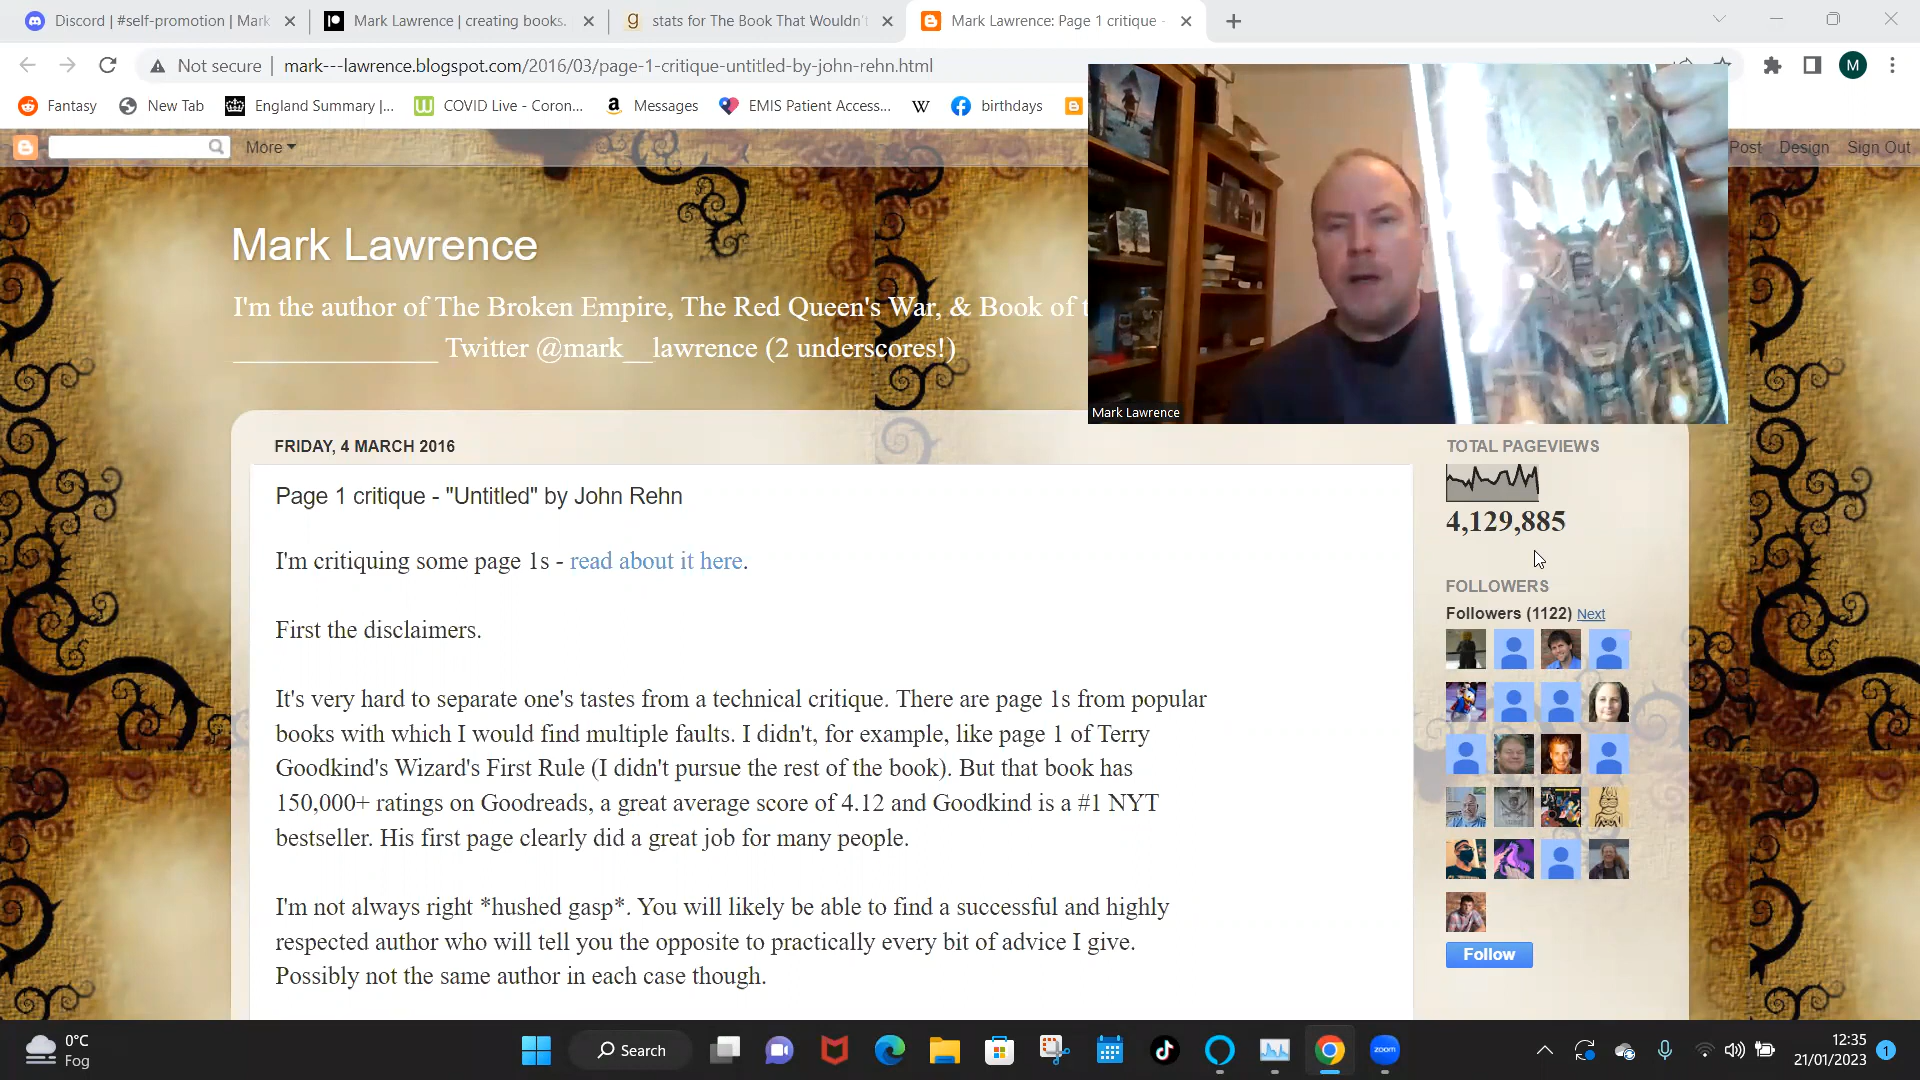 Discord | #self-promotion | Mark
Mark Lawrence | creating books.
stats for The Book That Wouldn't
Mark Lawrence: Page 1 critique -
Not secure
mark---lawrence.blogspot.com/2016/03/page-1-critique-untitled-by-john-rehn.html
M
Fantasy
New Tab
England Summary |...
COVID Live - Coron...
Messages
EMIS Patient Access...
W
birthdays
More
Post
Design
Sign Out
Mark Lawrence
I'm the author of The Broken Empire, The Red Queen's War, & Book of t
_______________ Twitter @mark__lawrence (2 underscores!)
Mark Lawrence
FRIDAY, 4 MARCH 2016
Page 1 critique - "Untitled" by John Rehn
I'm critiquing some page 1s - read about it here.
First the disclaimers.
It's very hard to separate one's tastes from a technical critique. There are page 1s from popular
books with which I would find multiple faults. I didn't, for example, like page 1 of Terry
Goodkind's Wizard's First Rule (I didn't pursue the rest of the book). But that book has
150,000+ ratings on Goodreads, a great average score of 4.12 and Goodkind is a #1 NYT
bestseller. His first page clearly did a great job for many people.
I'm not always right *hushed gasp*. You will likely be able to find a successful and highly
respected author who will tell you the opposite to practically every bit of advice I give.
Possibly not the same author in each case though.
TOTAL PAGEVIEWS
4,129,885
FOLLOWERS
Followers (1122) Next
Follow
0°C
Fog
Search
zoom
12:35
21/01/2023
1